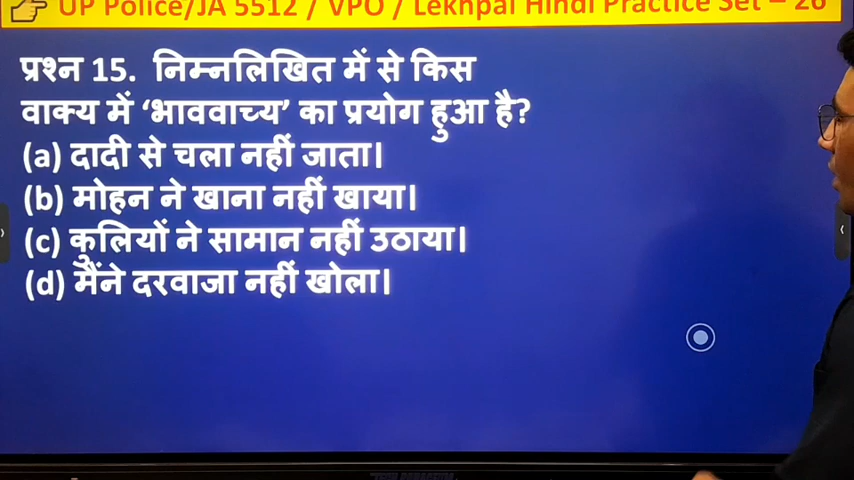 UP Police/JA 5512 / VPO / Lekhpal Hindi Practice Set – 26
प्रश्न 15. निम्नलिखित में से किस
वाक्य में ‘भाववाच्य’ का प्रयोग हुआ है?
(a) दादी से चला नहीं जाता।
(b) मोहन ने खाना नहीं खाया।
(c) कुलियों ने सामान नहीं उठाया।
(d) मैंने दरवाजा नहीं खोला।